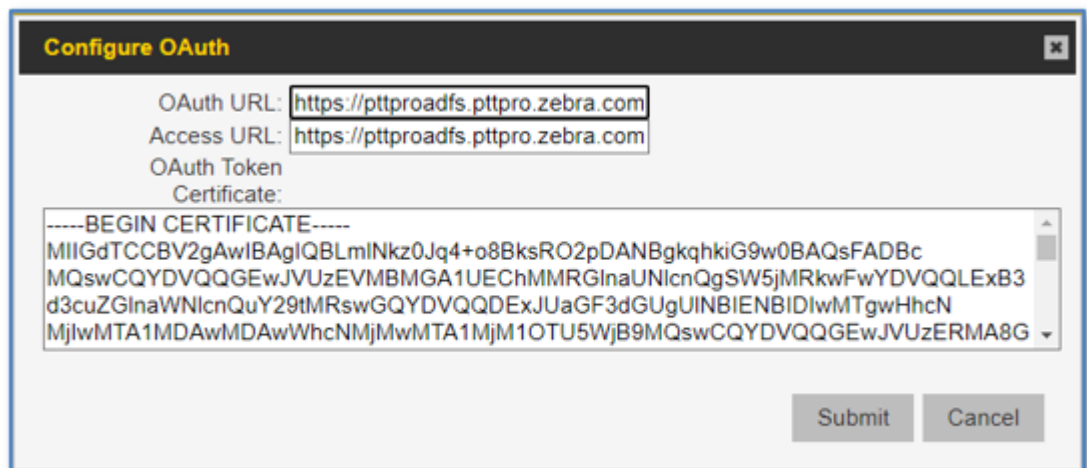 Configure OAuth
OAuth URL: https://pttproadfs.pttpro.zebra.com
Access URL: https://pttproadfs.pttpro.zebra.com
OAuth Token
Certificate:
-----BEGIN CERTIFICATE-----
MIIGdTCCBV2gAwIBAgIQBLmlNkz0Jq4+o8BksRO2pDANBgkqhkiG9w0BAQsFADBc
MQswCQYDVQQGEwJVUzEVMBMGA1UEChMMRGlnaUNlcnQgSW5jMRkwFwYDVQQLExB3
d3cuZGlnaWNlcnQuY29tMRswGQYDVQQDExJUaGF3dGUgUlNBIENBIDIwMTgwHhcN
MjIwMTA1MDAwMDAwWhcNMjMwMTA1MjM1OTU5WjB9MQswCQYDVQQGEwJVUzERMA8G
Submit Cancel